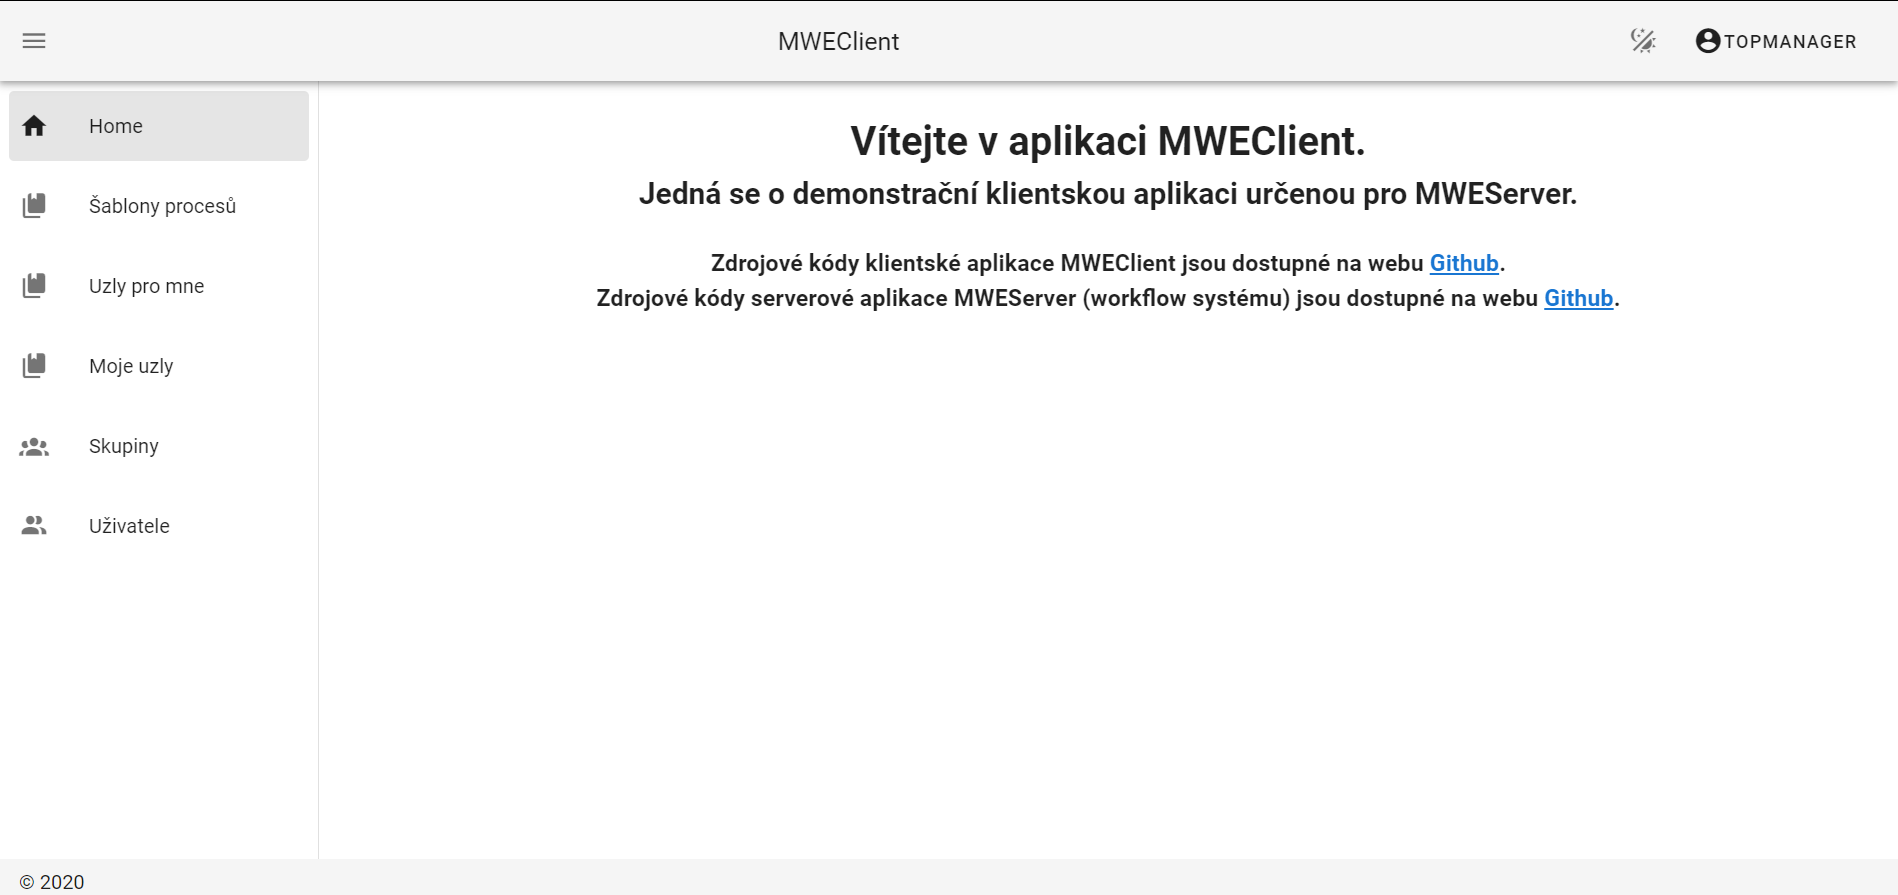 MWEClient
TOPMANAGER
Home
Šablony procesů
Uzly pro mne
Moje uzly
Skupiny
Uživatele
Vítejte v aplikaci MWEClient.
Jedná se o demonstrační klientskou aplikaci určenou pro MWEServer.
Zdrojové kódy klientské aplikace MWEClient jsou dostupné na webu Github.
Zdrojové kódy serverové aplikace MWEServer (workflow systému) jsou dostupné na webu Github.
© 2020